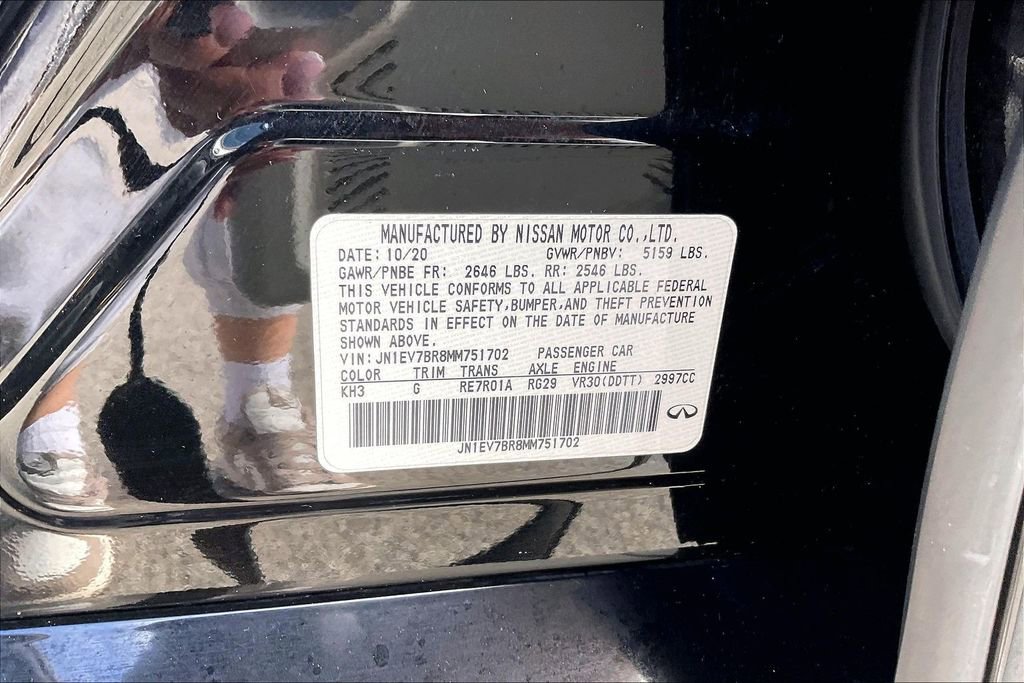 MANUFACTURED BY NISSAN MOTOR CO.,LTD.
DATE: 10/20 GVWR/PNBV: 5159 LBS.
GAWR/PNBE FR: 2646 LBS. RR: 2546 LBS.
THIS VEHICLE CONFORMS TO ALL APPLICABLE FEDERAL
MOTOR VEHICLE SAFETY,BUMPER,AND THEFT PREVENTION
STANDARDS IN EFFECT ON THE DATE OF MANUFACTURE
SHOWN ABOVE.
VIN: JN1EV7BR8MM751702 PASSENGER CAR
COLOR TRIM TRANS AXLE ENGINE
KH3 G RE7R01A RG29 VR30(DDTT) 2997CC
JN1EV7BR8MM751702